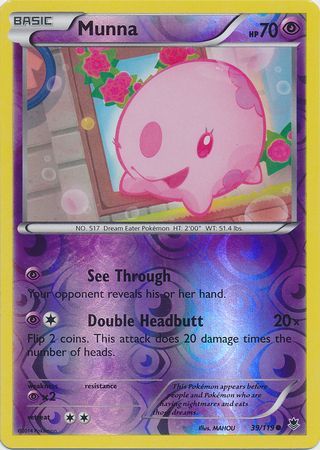 BASIC
Munna
HP70
NO. 517 Dream Eater Pokémon HT: 2'00" WT: 51.4 lbs.
See Through
Your opponent reveals his or her hand.
Double Headbutt 20×
Flip 2 coins. This attack does 20 damage times the
number of heads.
weakness resistance
×2
retreat
This Pokémon appears before
people and Pokémon who are
having nightmares and eats
those dreams.
©2014 Pokémon
Illus. MAHOU
39/119